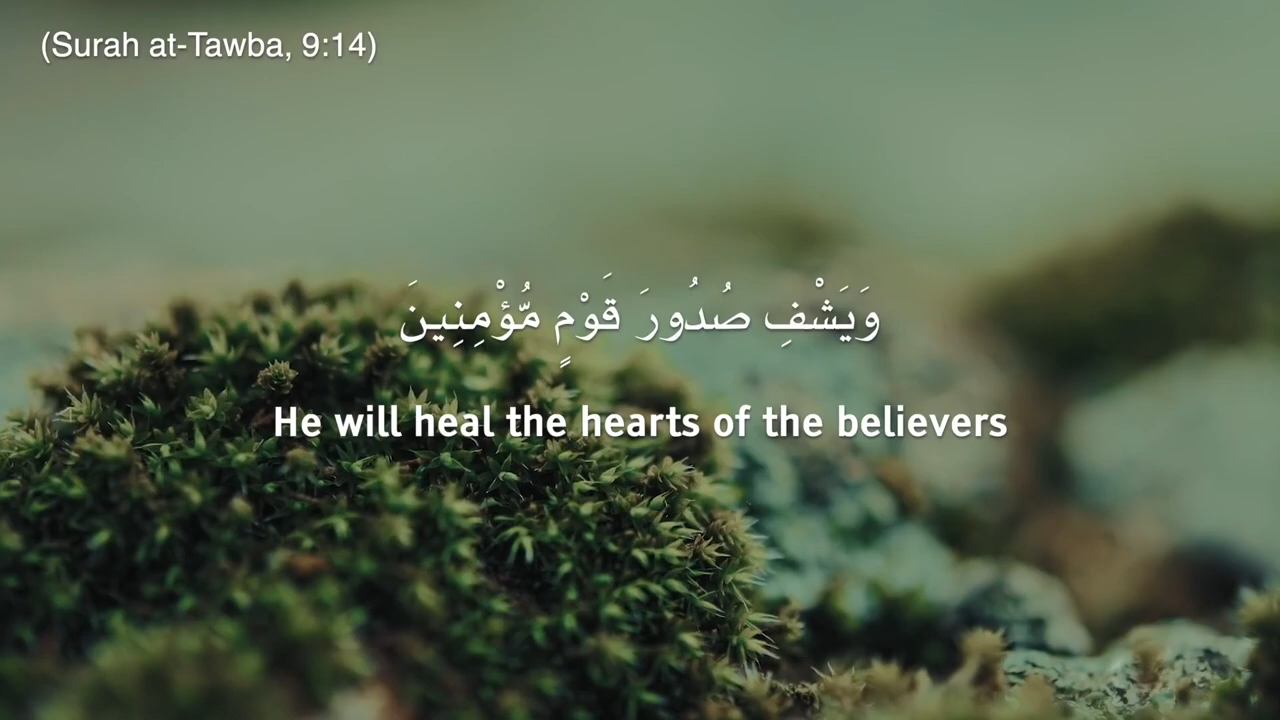 (Surah at-Tawba, 9:14)
وَيَشْفِ صُدُورَ قَوْمٍ مُّؤْمِنِينَ
He will heal the hearts of the believers